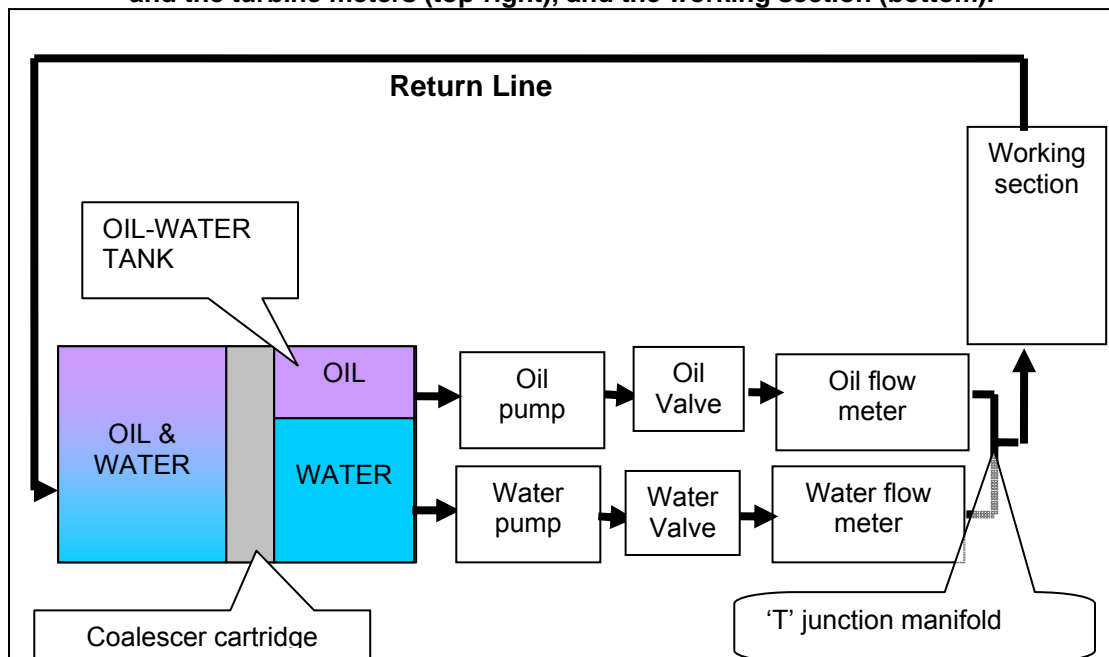 and the turbine meters (top right), and the working section (bottom).
Return Line
Working
section
OIL-WATER
TANK
OIL
OIL &
WATER
WATER
Oil
pump
Oil
Valve
Oil flow
meter
Water
pump
Water
Valve
Water flow
meter
Coalescer cartridge
‘T’ junction manifold